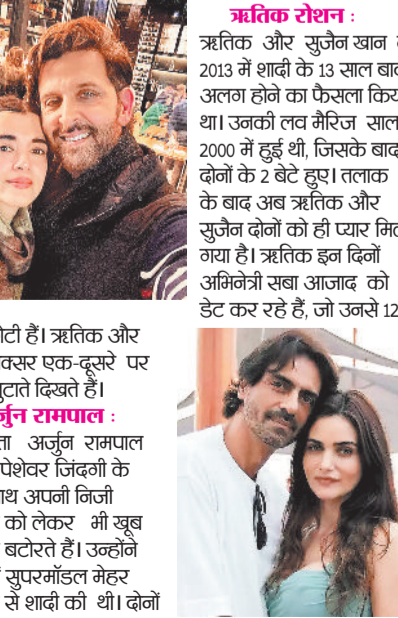 ऋतिक रोशन :
ऋतिक और सुजैन खान
2013 में शादी के 13 साल बाद
अलग होने का फैसला किय
था। उनकी लव मैरिज साल
2000 में हुई थी, जिसके बाद
दोनों के 2 बेटे हुए। तलाक
के बाद अब ऋतिक और
सुजैन दोनों को ही प्यार मिल
गया है। ऋतिक इन दिनों
अभिनेत्री सबा आजाद को
डेट कर रहे हैं, जो उनसे 12
ोटी हैं। ऋतिक और
क्सर एक-दूसरे पर
ुटाते दिखते हैं।
र्जुन रामपाल :
ता अर्जुन रामपाल
पेशेवर जिंदगी के
ाथ अपनी निजी
को लेकर भी खूब
बटोरते हैं। उन्होंने
सुपरमॉडल मेहर
से शादी की थी। दोनों